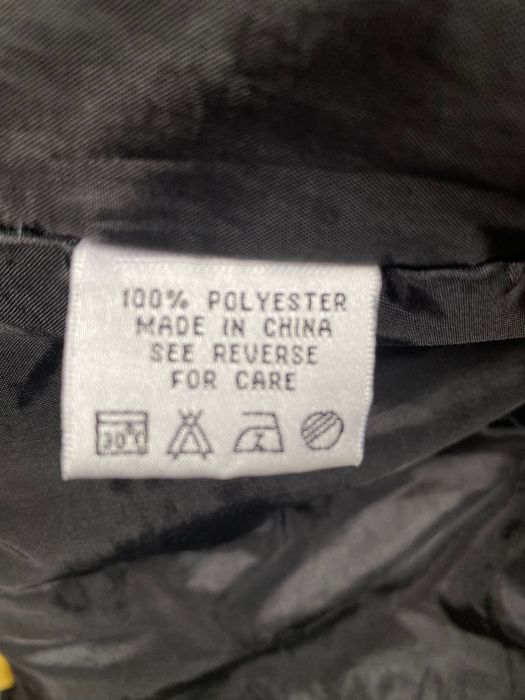 100% POLYESTER
MADE IN CHINA
SEE REVERSE
FOR CARE
30°C